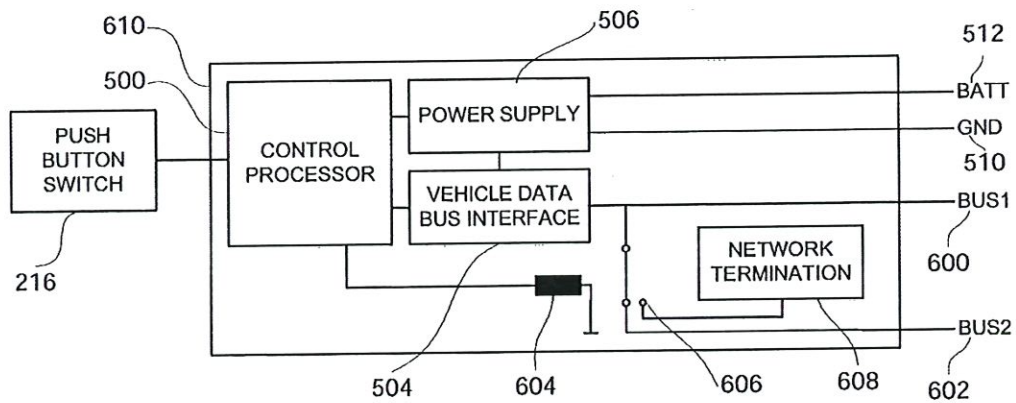 610
506
512
500
BATT
PUSH
BUTTON
SWITCH
CONTROL
PROCESSOR
POWER SUPPLY
GND
510
VEHICLE DATA
BUS INTERFACE
BUS1
NETWORK
TERMINATION
600
216
BUS2
504
604
606
608
602